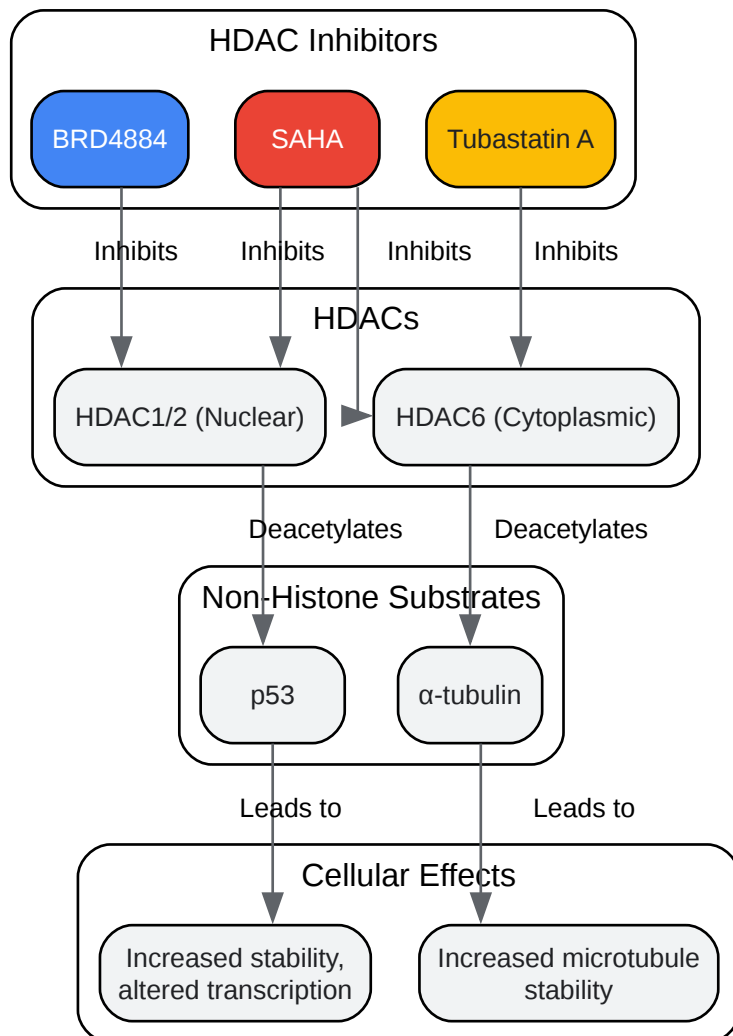 HDAC Inhibitors
BRD4884
SAHA
Tubastatin A
Inhibits
Inhibits
Inhibits
Inhibits
HDACs
HDAC1/2 (Nuclear)
HDAC6 (Cytoplasmic)
Deacetylates
Deacetylates
Non-Histone Substrates
p53
α-tubulin
Leads to
Leads to
Cellular Effects
Increased stability,
altered transcription
Increased microtubule
stability